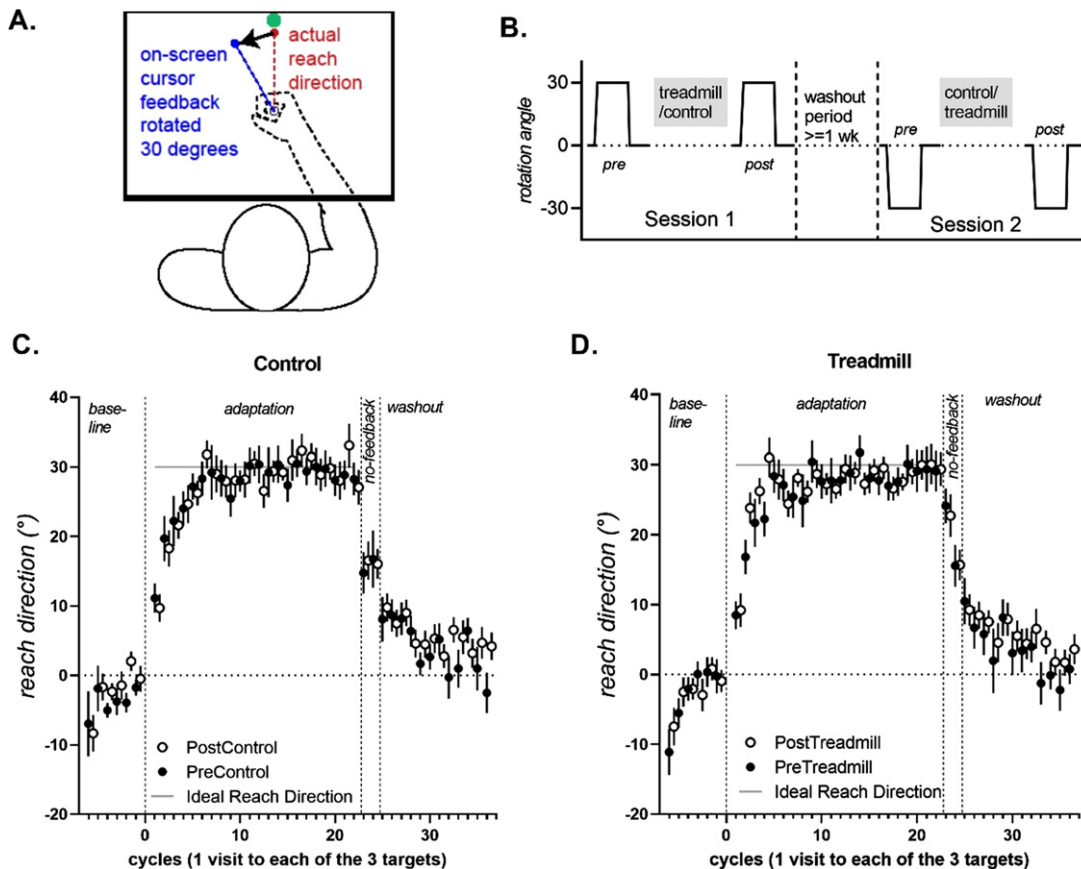 A.
on-screen
cursor
feedback
rotated
30 degrees
actual
reach
direction
B.
rotation angle
30
0
-30
pre
treadmill
/control
post
washout
period
>=1 wk
pre
control/
treadmill
post
Session 1
Session 2
C.
Control
reach direction (°)
40
30
20
10
0
-10
-20
base-
line
adaptation
no-feedback
washout
PostControl
PreControl
Ideal Reach Direction
0
10
20
30
cycles (1 visit to each of the 3 targets)
D.
Treadmill
reach direction (°)
40
30
20
10
0
-10
-20
base-
line
adaptation
no-feedback
washout
PostTreadmill
PreTreadmill
Ideal Reach Direction
0
10
20
30
cycles (1 visit to each of the 3 targets)